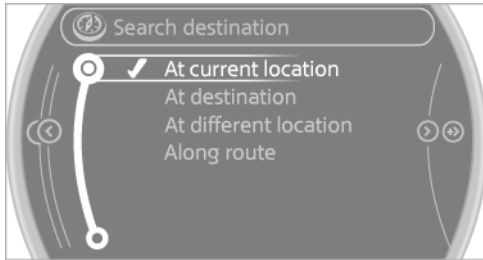 Search destination
At current location
At destination
At different location
Along route